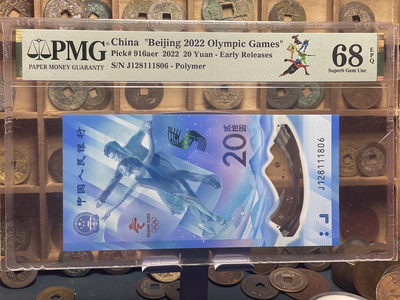 PMG
PAPER MONEY GUARANTY
China "Beijing 2022 Olympic Games"
Pick# 916aer 2022 20 Yuan - Early Releases
S/N J128111806 - Polymer
68 EPQ
Superb Gem Unc
中国人民银行
20
贰拾圆
J128111806